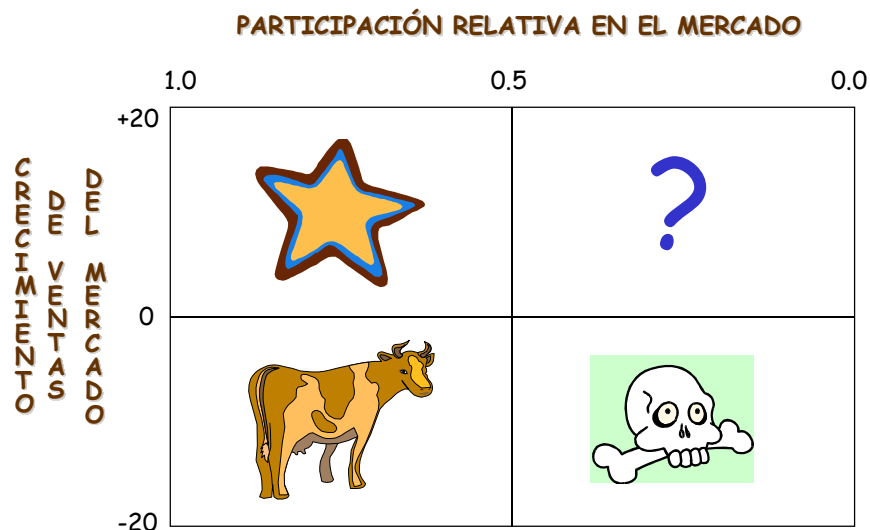 PARTICIPACIÓN RELATIVA EN EL MERCADO
1.0 0.5 0.0
+20
CRECIMIENTO
DE VENTAS
DEL MERCADO
?
0
-20